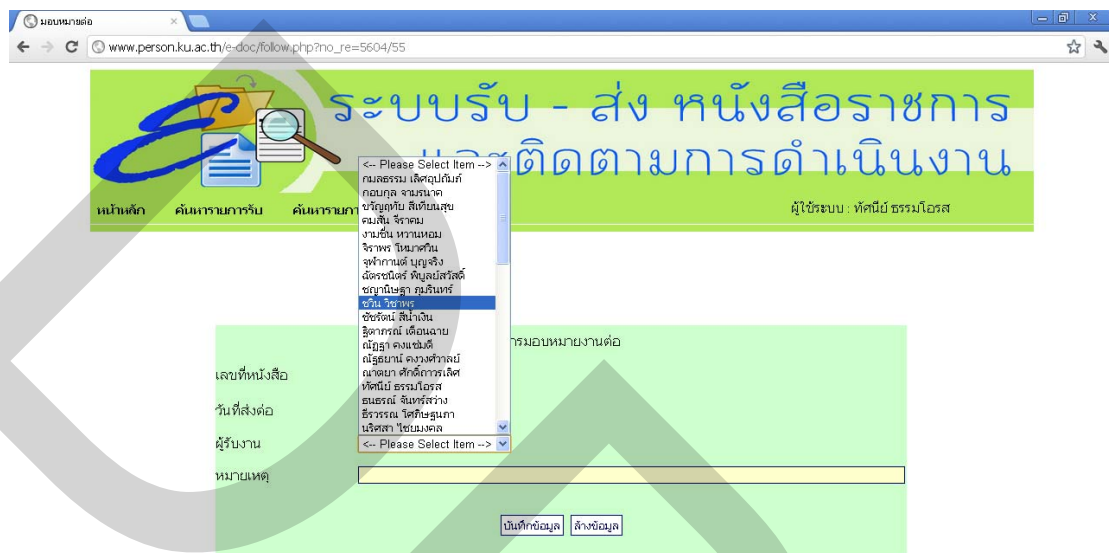 มอบหมายต่อ
www.person.ku.ac.th/e-doc/follow.php?no_re=5604/55
ระบบรับ - ส่ง หนังสือราชการ
ติดตามการดำเนินงาน
หน้าหลัก ค้นหารายการรับ ค้นหารายกา
ผู้ใช้ระบบ : ทัศนีย์ ธรรมโอรส
<-- Please Select Item -->
กมลธรรม เลิศอุปถัมภ์
กอบกุล จามรนาค
ขวัญฤทัย สีเทียนสุข
คมสัน จีราคม
งามชื่น หวานหอม
จิราพร โหมาศวิน
จุฬากานต์ บุญจริง
ฉัตรชนิตร์ พิบูลย์สวัสดิ์
ชญานิษฐา ภุมรินทร์
ชวิน วิชาพร
ชัชรัตน์ สีน้ำเงิน
ฐิตาภรณ์ เดือนฉาย
ณัฏฐา คงแช่มดี
ณัฐธยาน์ คงวงศ์วาลย์
ณาตยา ศักดิ์ถาวรเลิศ
ทัศนีย์ ธรรมโอรส
ธนธรณ์ จันทร์สว่าง
ธีรวรรณ โศภิษฐนภา
นริศสา ไชยมงคล
ารมอบหมายงานต่อ
เลขที่หนังสือ
วันที่ส่งต่อ
ผู้รับงาน <-- Please Select Item -->
หมายเหตุ
บันทึกข้อมูล ล้างข้อมูล